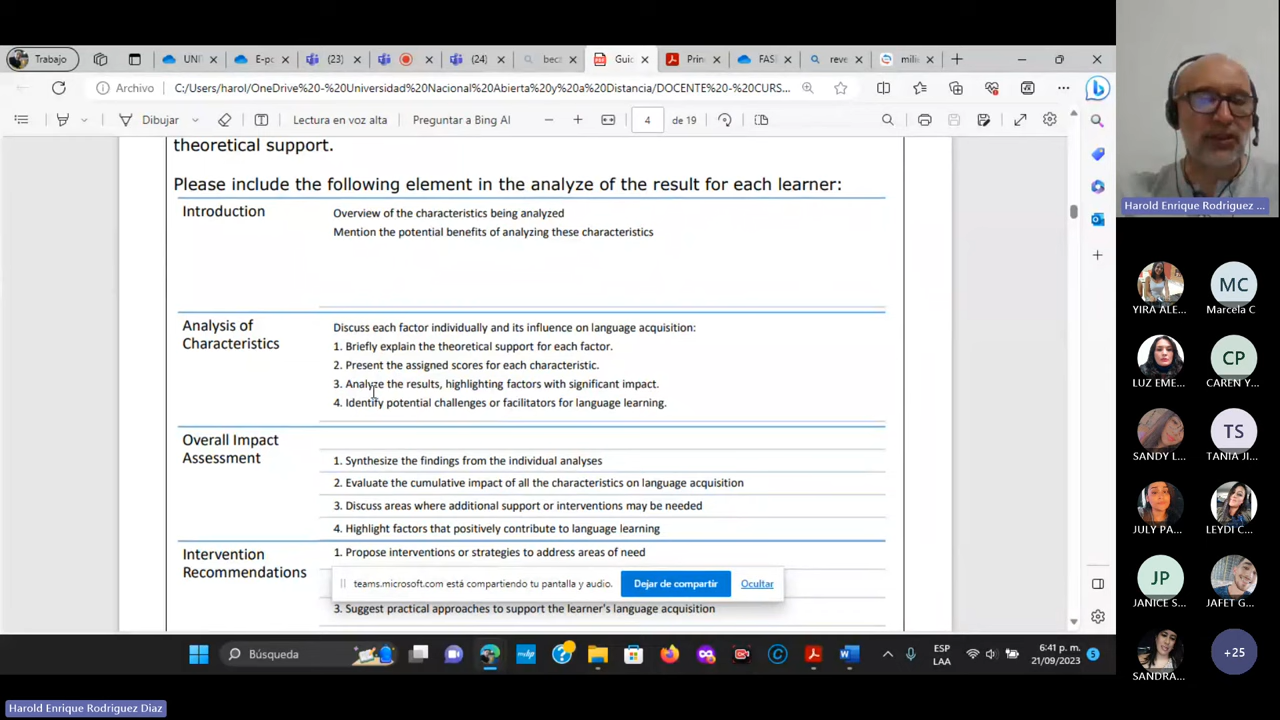 Trabajo
UNI
E-po
(23)
(24)
beca
Guic
Prin
FASE
reve
mili
Archivo
C:/Users/harol/OneDrive%20-%20Universidad%20Nacional%20Abierta%20y%20a%20Distancia/DOCENTE%20-%20CURS...
Dibujar
Lectura en voz alta
Preguntar a Bing AI
4
de 19
theoretical support.
Please include the following element in the analyze of the result for each learner:
Introduction
Overview of the characteristics being analyzed
Mention the potential benefits of analyzing these characteristics
Analysis of
Characteristics
Discuss each factor individually and its influence on language acquisition:
1. Briefly explain the theoretical support for each factor.
2. Present the assigned scores for each characteristic.
3. Analyze the results, highlighting factors with significant impact.
4. Identify potential challenges or facilitators for language learning.
Overall Impact
Assessment
1. Synthesize the findings from the individual analyses
2. Evaluate the cumulative impact of all the characteristics on language acquisition
3. Discuss areas where additional support or interventions may be needed
4. Highlight factors that positively contribute to language learning
Intervention
Recommendations
1. Propose interventions or strategies to address areas of need
3. Suggest practical approaches to support the learner's language acquisition
teams.microsoft.com está compartiendo tu pantalla y audio.
Dejar de compartir
Ocultar
Búsqueda
ESP
LAA
6:41 p. m.
21/09/2023
5
Harold Enrique Rodriguez ...
YIRA ALE...
MC
Marcela C
LUZ EME...
CP
CAREN Y...
SANDY L...
TS
TANIA JI...
JULY PA...
LEYDI C...
JP
JANICE S...
JAFET G...
SANDRA...
+25
Harold Enrique Rodriguez Diaz